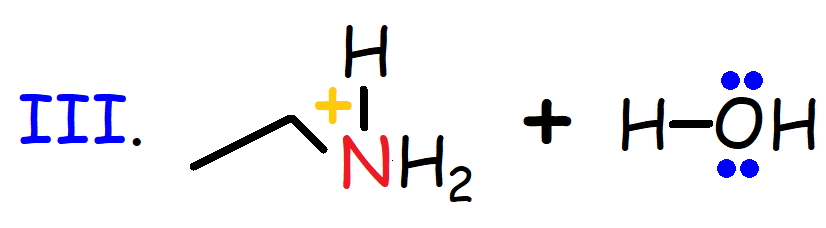 H
III. + NH2 + H–OH